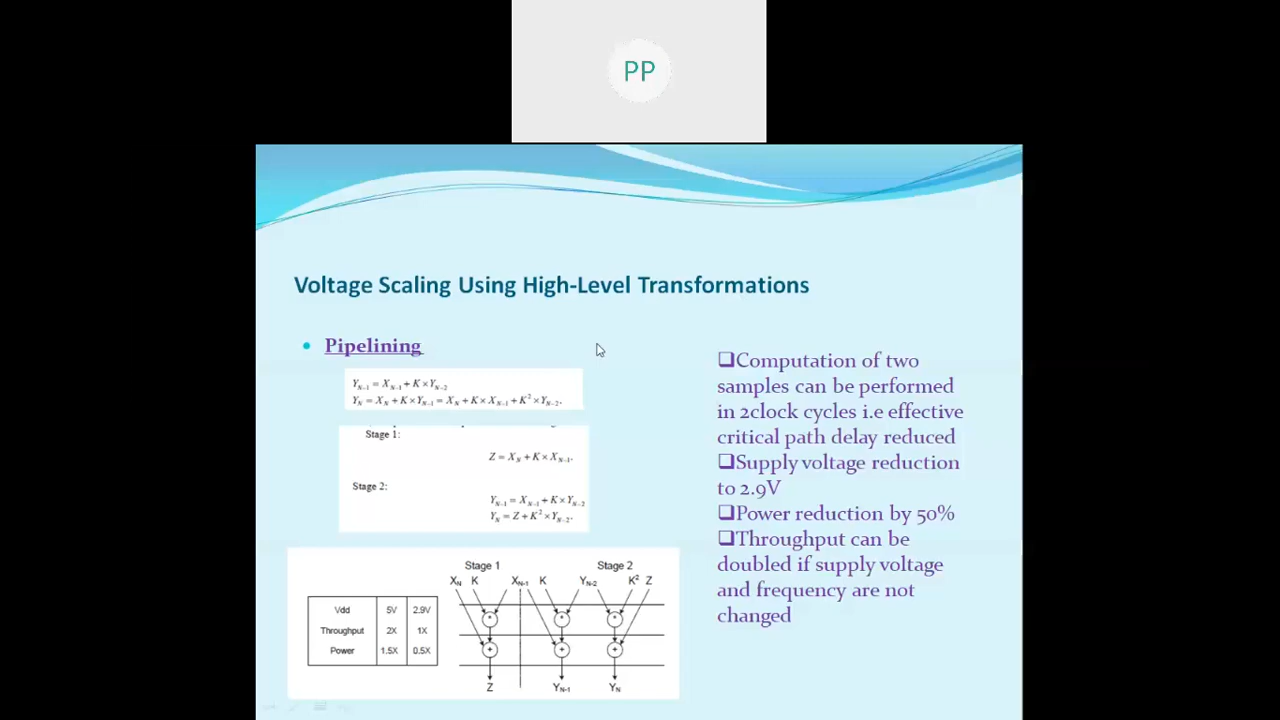 PP
Voltage Scaling Using High-Level Transformations
• Pipelining
Y_{N-1} = X_{N-1} + K × Y_{N-2}
Y_N = X_N + K × Y_{N-1} = X_N + K × X_{N-1} + K² × Y_{N-2}.
Stage 1:
Z = X_N + K × X_{N-1}.
Stage 2:
Y_{N-1} = X_{N-1} + K × Y_{N-2}
Y_N = Z + K² × Y_{N-2}.
Vdd 5V 2.9V
Throughput 2X 1X
Power 1.5X 0.5X
Stage 1 Stage 2
X_N K X_{N-1} K Y_{N-2} K² Z
* * *
+ + +
Z Y_{N-1} Y_N
❑Computation of two
samples can be performed
in 2clock cycles i.e effective
critical path delay reduced
❑Supply voltage reduction
to 2.9V
❑Power reduction by 50%
❑Throughput can be
doubled if supply voltage
and frequency are not
changed